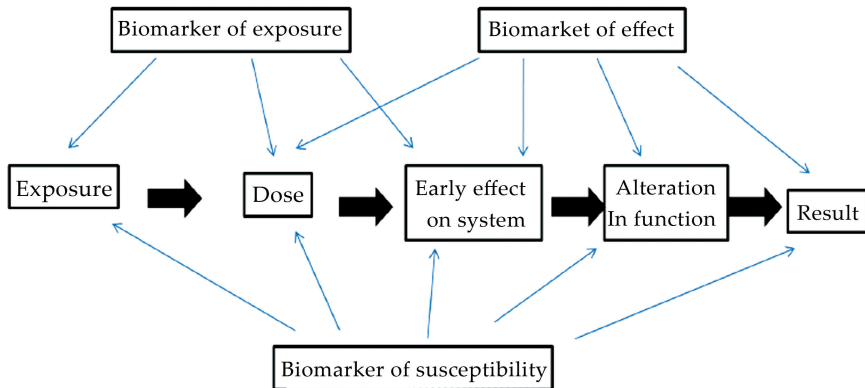 Biomarker of exposure
Biomarket of effect
Exposure
Dose
Early effect
on system
Alteration
In function
Result
Biomarker of susceptibility